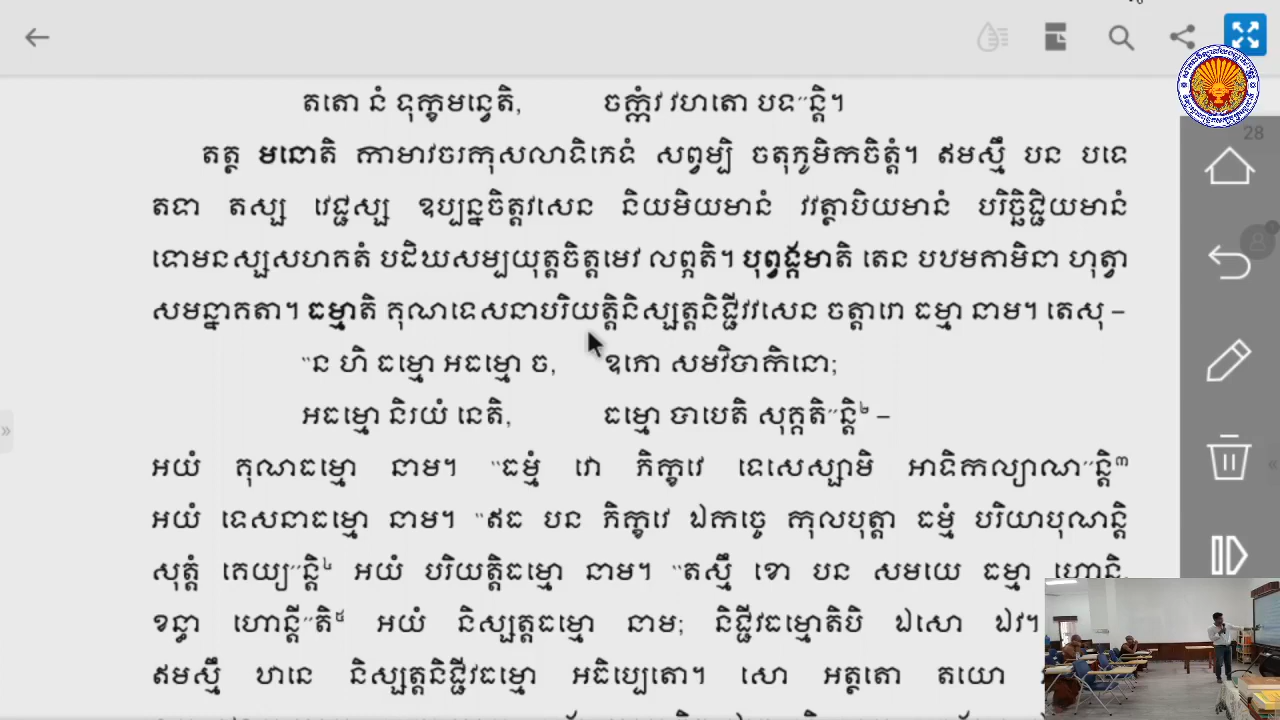 តតោ នំ ទុក្ខមន្វេតិ, ចក្កំវ វហតោ បទ៝ន្តិ។
28
តត្ថ មនោតិ កាមាវចរកុសលាទិភេទំ សព្វម្បិ ចតុភូមិកចិត្តំ។ ឥមស្មឹ បន បទេ
តទា តស្ស វេជ្ជស្ស ឧប្បន្នចិត្តវសេន និយមិយមានំ វវត្ថាបិយមានំ បរិច្ឆិជ្ជិយមានំ
ទោមនស្សសហគតំ បដិឃសម្បយុត្តចិត្តមេវ លព្ភតិ។ បុព្វង្គមាតិ តេន បឋមគាមិនា ហុត្វា
សមន្នាគតា។ ធម្មាតិ គុណទេសនាបរិយត្តិនិស្សត្តនិជ្ជីវវសេន ចត្តារោ ធម្មា នាម។ តេសុ –
“ន ហិ ធម្មោ អធម្មោ ច, ឧភោ សមវិបាកិនោ;
អធម្មោ និរយំ នេតិ, ធម្មោ បាបេតិ សុគ្គតិ”ន្តិ២ –
អយំ គុណធម្មោ នាម។ “ធម្មំ វោ ភិក្ខវេ ទេសេស្សាមិ អាទិកល្យាណ”ន្តិ៣
អយំ ទេសនាធម្មោ នាម។ “ឥធ បន ភិក្ខវេ ឯកច្ចេ កុលបុត្តា ធម្មំ បរិយាបុណន្តិ
សុត្តំ គេយ្យ”ន្តិ៤ អយំ បរិយត្តិធម្មោ នាម។ “តស្មឹ ខោ បន សមយេ ធម្មា ហោន្តិ,
ខន្ធា ហោន្តី”តិ៥ អយំ និស្សត្តធម្មោ នាម; និជ្ជីវធម្មោតិបិ ឯសោ ឯវ។
ឥមស្មឹ ឋានេ និស្សត្តនិជ្ជីវធម្មោ អធិប្បេតោ។ សោ អត្ថតោ តយោ